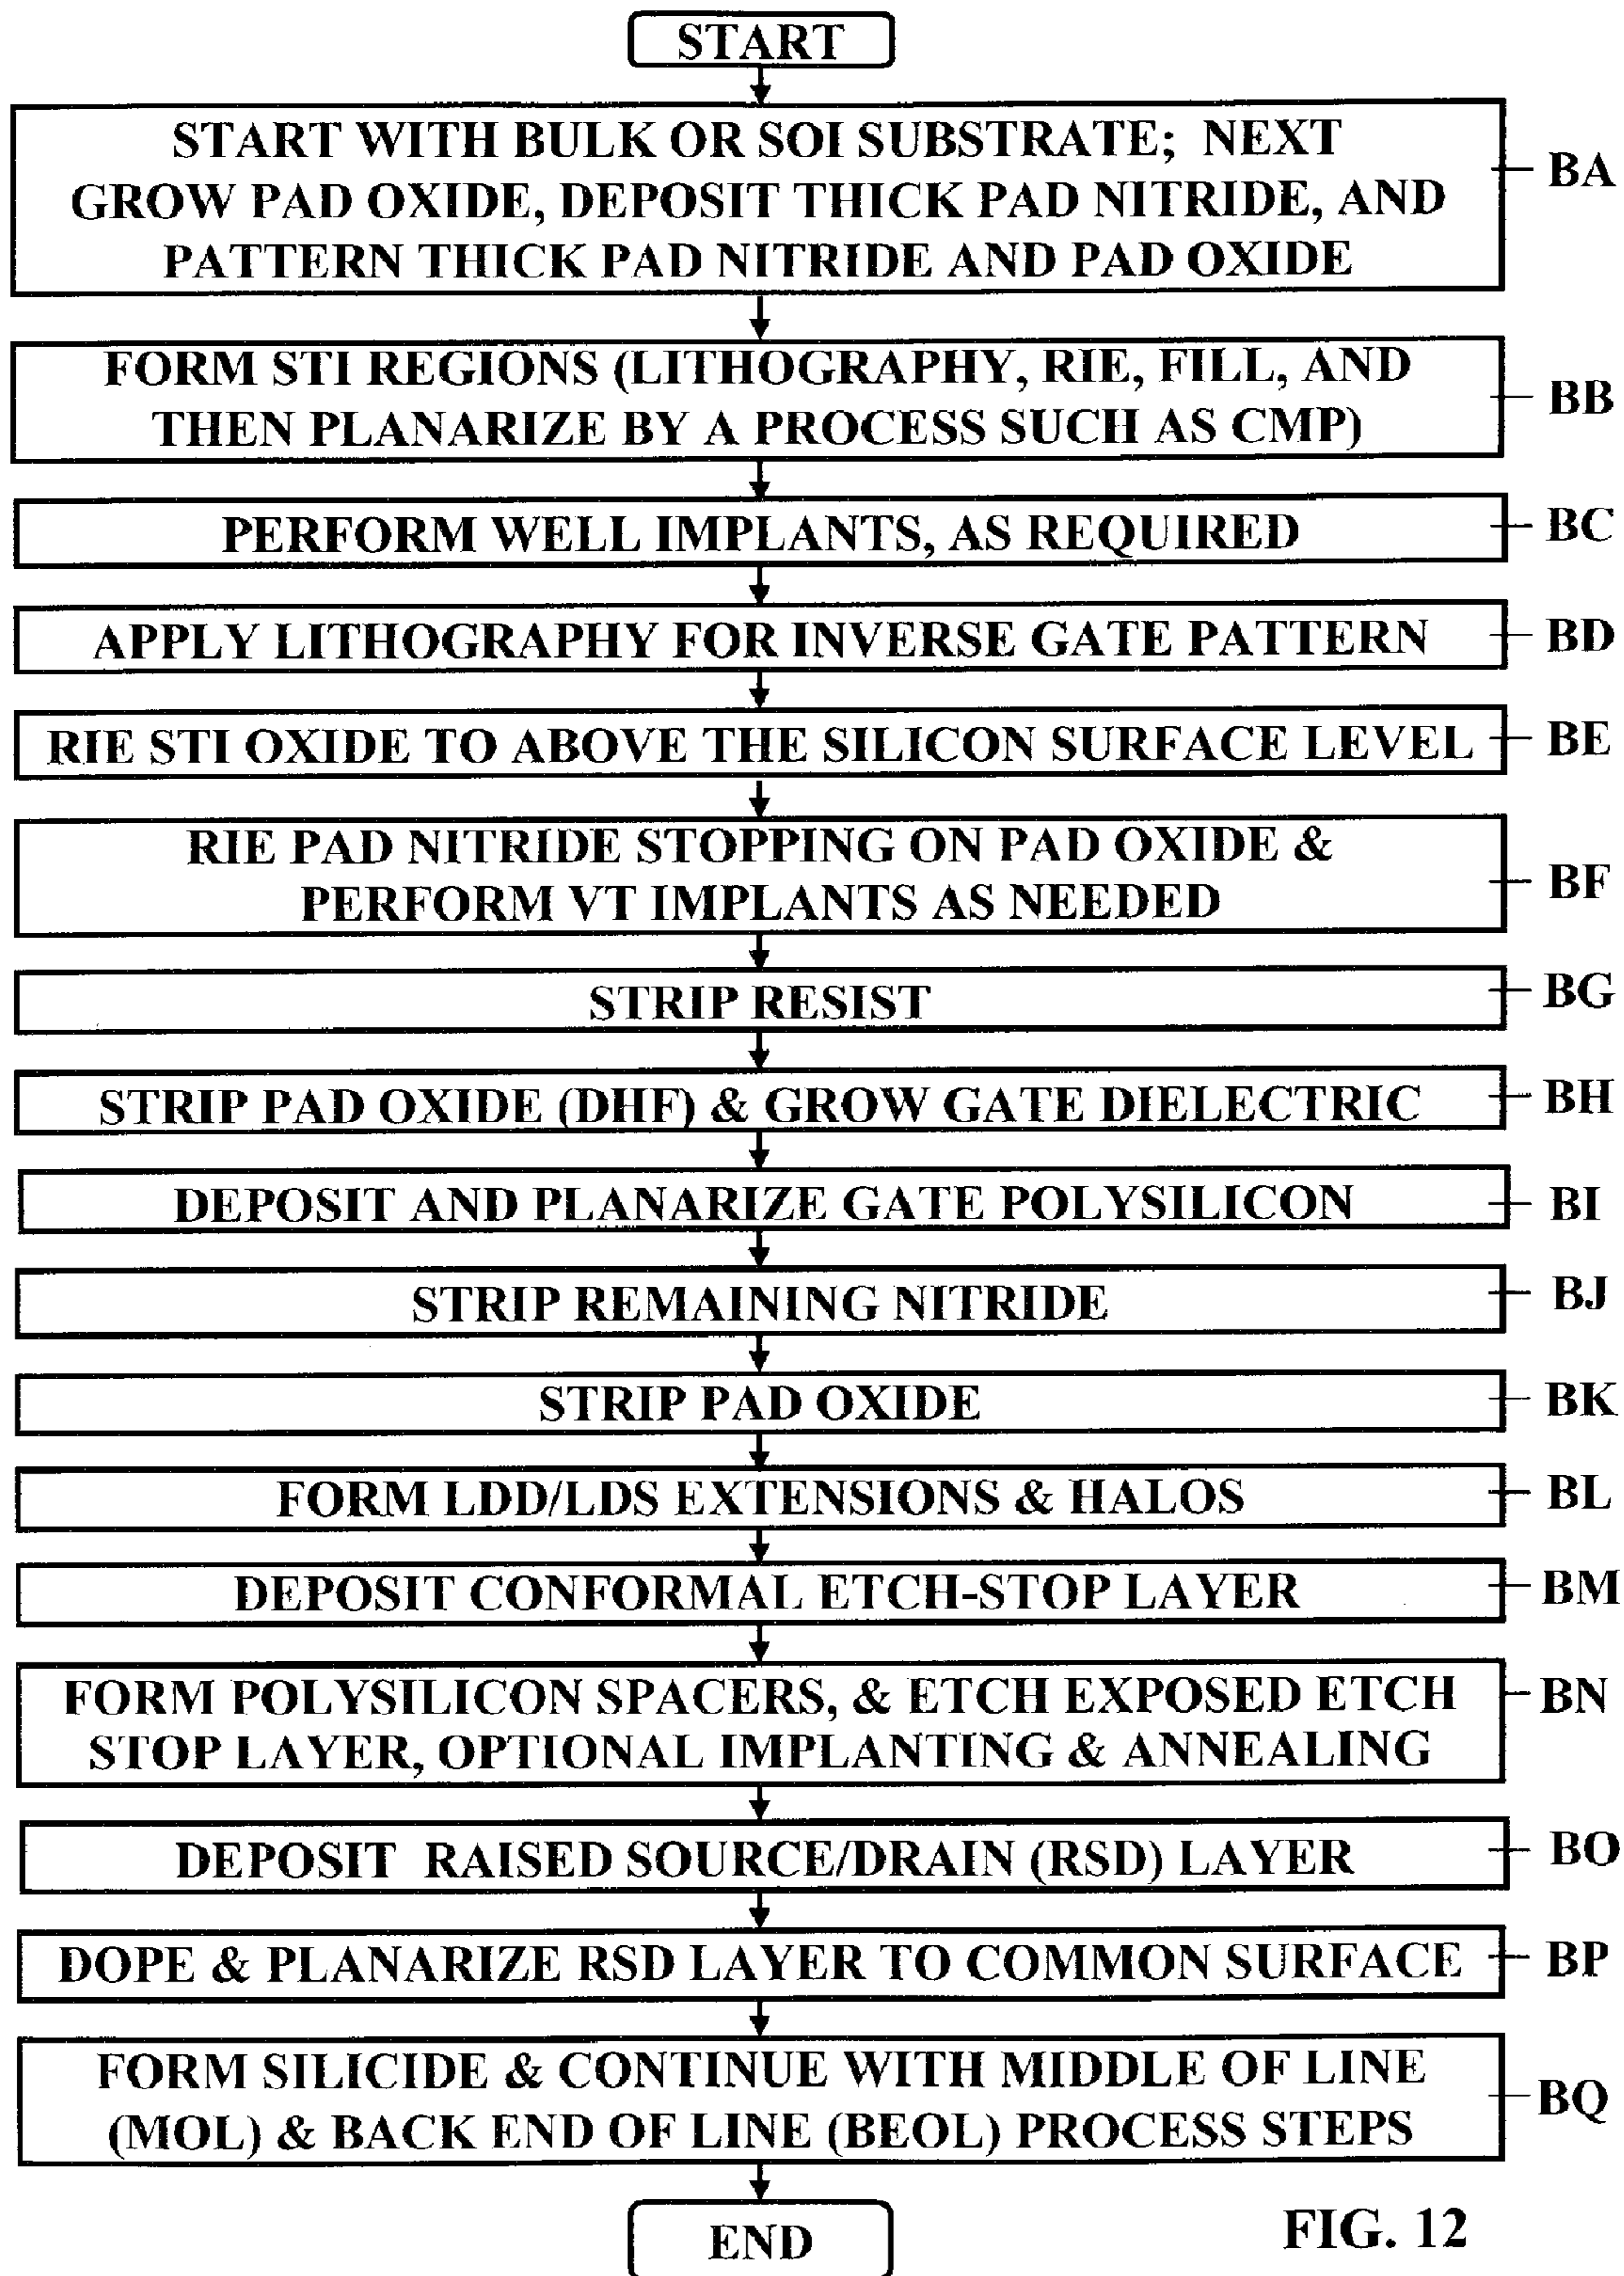 START
START WITH BULK OR SOI SUBSTRATE; NEXT
GROW PAD OXIDE, DEPOSIT THICK PAD NITRIDE, AND
PATTERN THICK PAD NITRIDE AND PAD OXIDE
BA
FORM STI REGIONS (LITHOGRAPHY, RIE, FILL, AND
THEN PLANARIZE BY A PROCESS SUCH AS CMP)
BB
PERFORM WELL IMPLANTS, AS REQUIRED
BC
APPLY LITHOGRAPHY FOR INVERSE GATE PATTERN
BD
RIE STI OXIDE TO ABOVE THE SILICON SURFACE LEVEL
BE
RIE PAD NITRIDE STOPPING ON PAD OXIDE &
PERFORM VT IMPLANTS AS NEEDED
BF
STRIP RESIST
BG
STRIP PAD OXIDE (DHF) & GROW GATE DIELECTRIC
BH
DEPOSIT AND PLANARIZE GATE POLYSILICON
BI
STRIP REMAINING NITRIDE
BJ
STRIP PAD OXIDE
BK
FORM LDD/LDS EXTENSIONS & HALOS
BL
DEPOSIT CONFORMAL ETCH-STOP LAYER
BM
FORM POLYSILICON SPACERS, & ETCH EXPOSED ETCH
STOP LAYER, OPTIONAL IMPLANTING & ANNEALING
BN
DEPOSIT RAISED SOURCE/DRAIN (RSD) LAYER
BO
DOPE & PLANARIZE RSD LAYER TO COMMON SURFACE
BP
FORM SILICIDE & CONTINUE WITH MIDDLE OF LINE
(MOL) & BACK END OF LINE (BEOL) PROCESS STEPS
BQ
END
FIG. 12